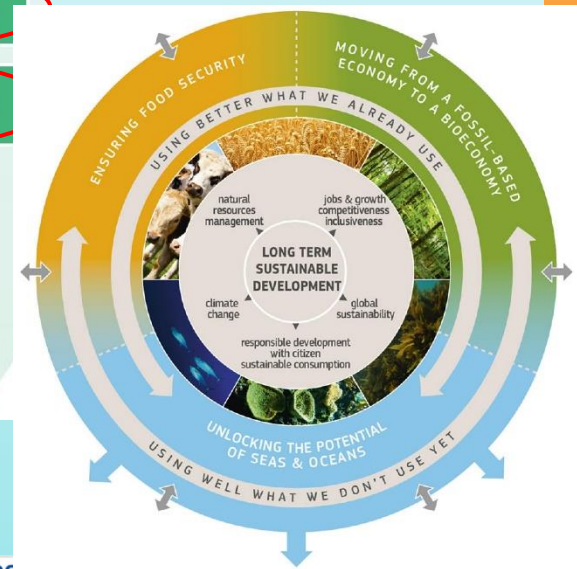 ENSURING FOOD SECURITY
MOVING FROM A FOSSIL-BASED
ECONOMY TO A BIOECONOMY
USING BETTER WHAT WE ALREADY USE
natural
resources
management
jobs & growth
competitiveness
inclusiveness
LONG TERM
SUSTAINABLE
DEVELOPMENT
climate
change
global
sustainability
responsible development
with citizen
sustainable consumption
UNLOCKING THE POTENTIAL
OF SEAS & OCEANS
USING WELL WHAT WE DON'T USE YET